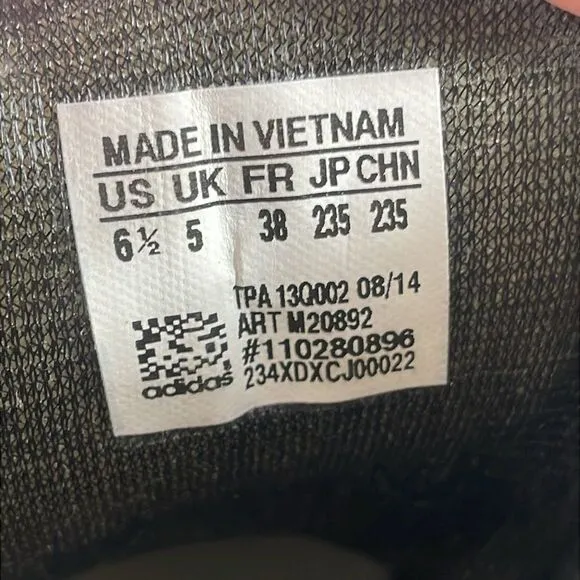 MADE IN VIETNAM
US UK FR JP CHN
6½ 5 38 235 235
TPA 13Q002 08/14
ART M20892
#110280896
adidas 234XDXCJ00022